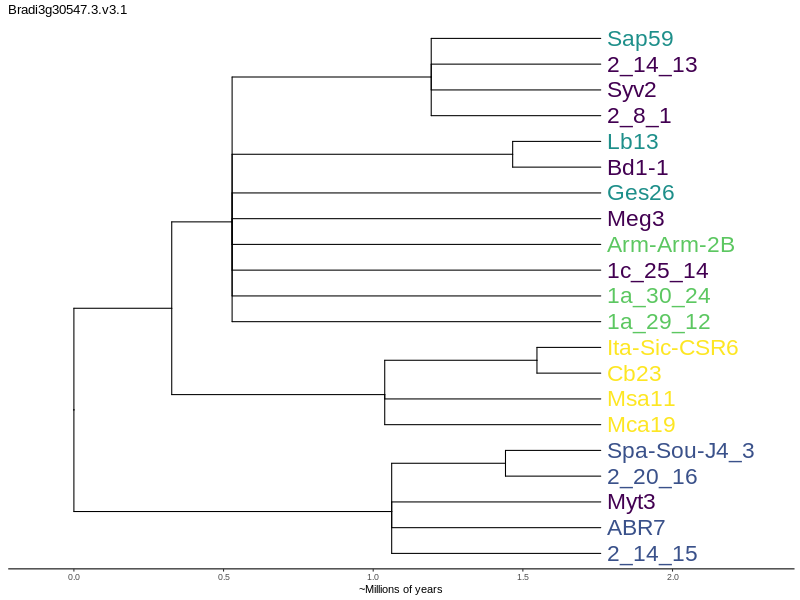 Bradi3g30547.3.v3.1
Sap59
2_14_13
Syv2
2_8_1
Lb13
Bd1-1
Ges26
Meg3
Arm-Arm-2B
1c_25_14
1a_30_24
1a_29_12
Ita-Sic-CSR6
Cb23
Msa11
Mca19
Spa-Sou-J4_3
2_20_16
Myt3
ABR7
2_14_15
0.0 0.5 1.0 1.5 2.0
~Millions of years